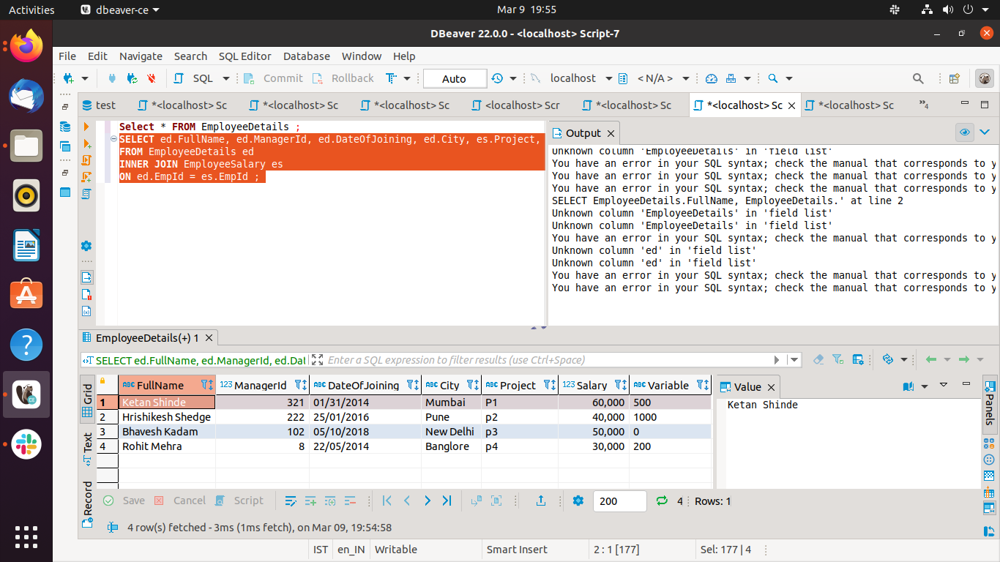 Activities
dbeaver-ce
Mar 9 19:55
DBeaver 22.0.0 - <localhost> Script-7
File Edit Navigate Search SQL Editor Database Window Help
SQL Commit Rollback Auto localhost < N/A >
test *<localhost> Sc *<localhost> Sc *<localhost> Sc <localhost> Scr *<localhost> Sc *<localhost> Sc *<localhost> Sc »4
Select * FROM EmployeeDetails ;
SELECT ed.FullName, ed.ManagerId, ed.DateOfJoining, ed.City, es.Project,
FROM EmployeeDetails ed
INNER JOIN EmployeeSalary es
ON ed.EmpId = es.EmpId ;
Output
Unknown column 'EmployeeDetails' in 'field list'
You have an error in your SQL syntax; check the manual that corresponds to y
You have an error in your SQL syntax; check the manual that corresponds to y
You have an error in your SQL syntax; check the manual that corresponds to y
SELECT EmployeeDetails.FullName, EmployeeDetails.' at line 2
Unknown column 'EmployeeDetails' in 'field list'
Unknown column 'EmployeeDetails' in 'field list'
You have an error in your SQL syntax; check the manual that corresponds to y
Unknown column 'ed' in 'field list'
Unknown column 'ed' in 'field list'
You have an error in your SQL syntax; check the manual that corresponds to y
You have an error in your SQL syntax; check the manual that corresponds to y
EmployeeDetails(+) 1
SELECT ed.FullName, ed.ManagerId, ed.Dat
Enter a SQL expression to filter results (use Ctrl+Space)
Grid
Text
Record
ABC FullName 123 ManagerId ABC DateOfJoining ABC City ABC Project 123 Salary ABC Variable
1 Ketan Shinde 321 01/31/2014 Mumbai P1 60,000 500
2 Hrishikesh Shedge 222 25/01/2016 Pune p2 40,000 1000
3 Bhavesh Kadam 102 05/10/2018 New Delhi p3 50,000 0
4 Rohit Mehra 8 22/05/2014 Banglore p4 30,000 200
Value
Ketan Shinde
Panels
Save Cancel Script 200 4 Rows: 1
4 row(s) fetched - 3ms (1ms fetch), on Mar 09, 19:54:58
IST en_IN Writable Smart Insert 2 : 1 [177] Sel: 177 | 4